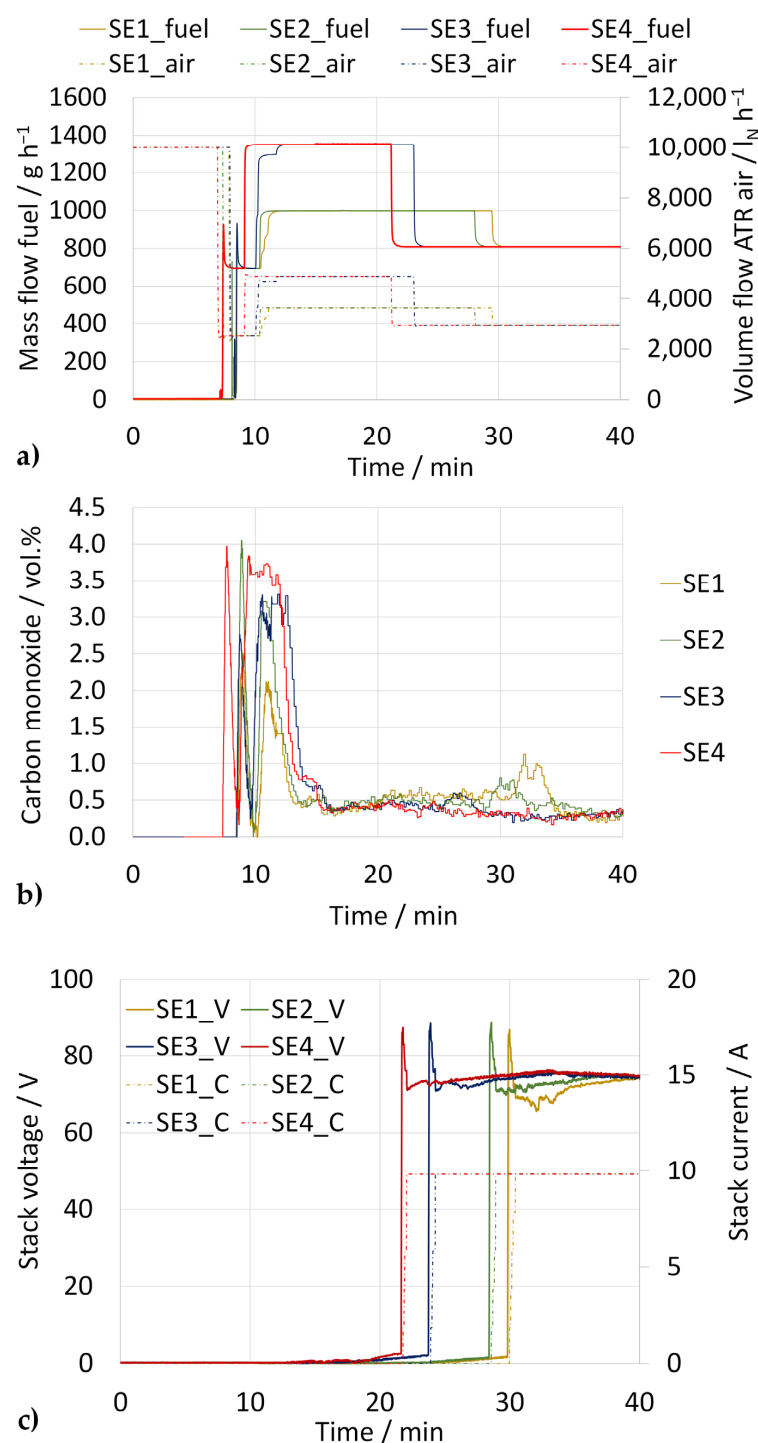 SE1_fuel SE2_fuel SE3_fuel SE4_fuel
SE1_air SE2_air SE3_air SE4_air
1600 12,000
1400 10,000
1200 8,000
1000 6,000
800 4,000
600 2,000
400 0
200
0
Mass flow fuel / g h⁻¹
Volume flow ATR air / lN h⁻¹
0 10 20 30 40
a) Time / min
4.5
4.0
3.5
3.0
2.5
2.0
1.5
1.0
0.5
0.0
Carbon monoxide / vol.%
SE1
SE2
SE3
SE4
0 10 20 30 40
b) Time / min
100 20
80 15
60 10
40 5
20 0
0
Stack voltage / V
Stack current / A
SE1_V SE2_V
SE3_V SE4_V
SE1_C SE2_C
SE3_C SE4_C
0 10 20 30 40
c) Time / min